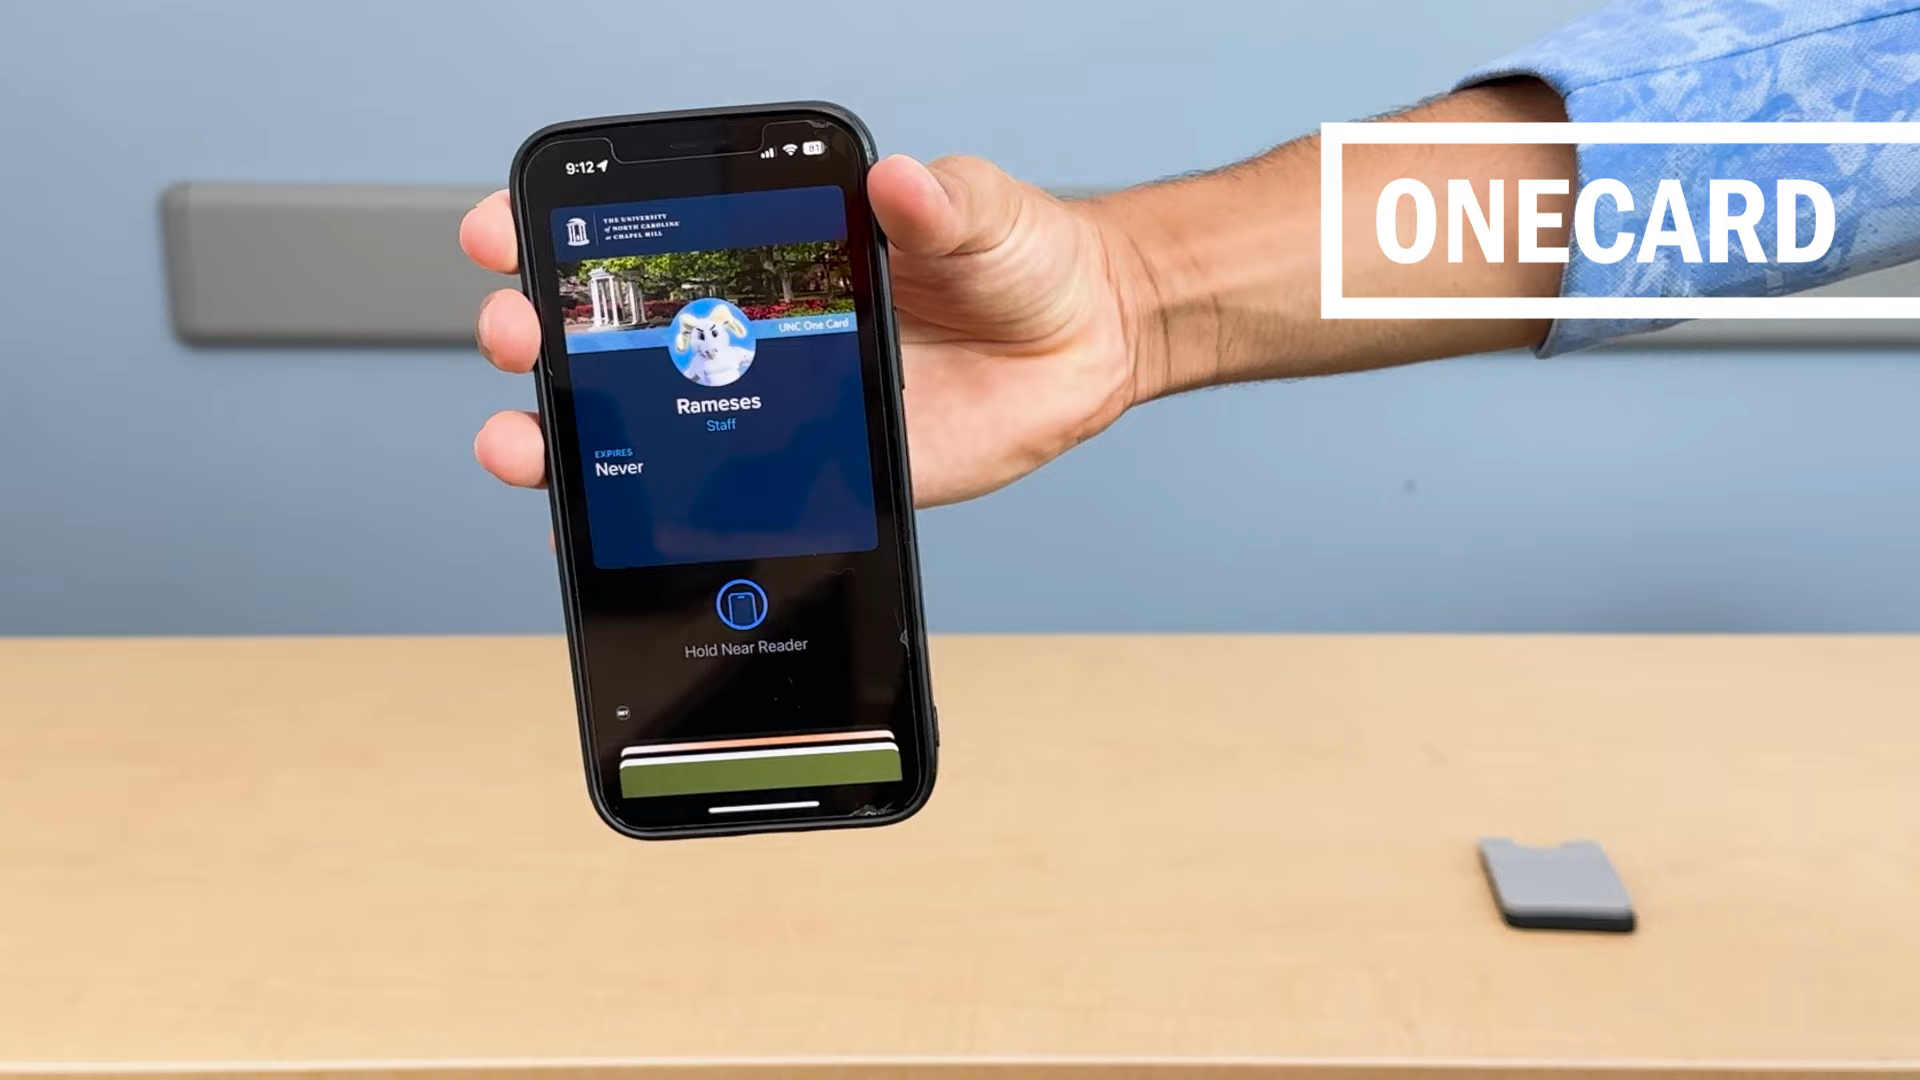 9:12
81
THE UNIVERSITY
of NORTH CAROLINA
at CHAPEL HILL
UNC One Card
Rameses
Staff
EXPIRES
Never
Hold Near Reader
ONECARD